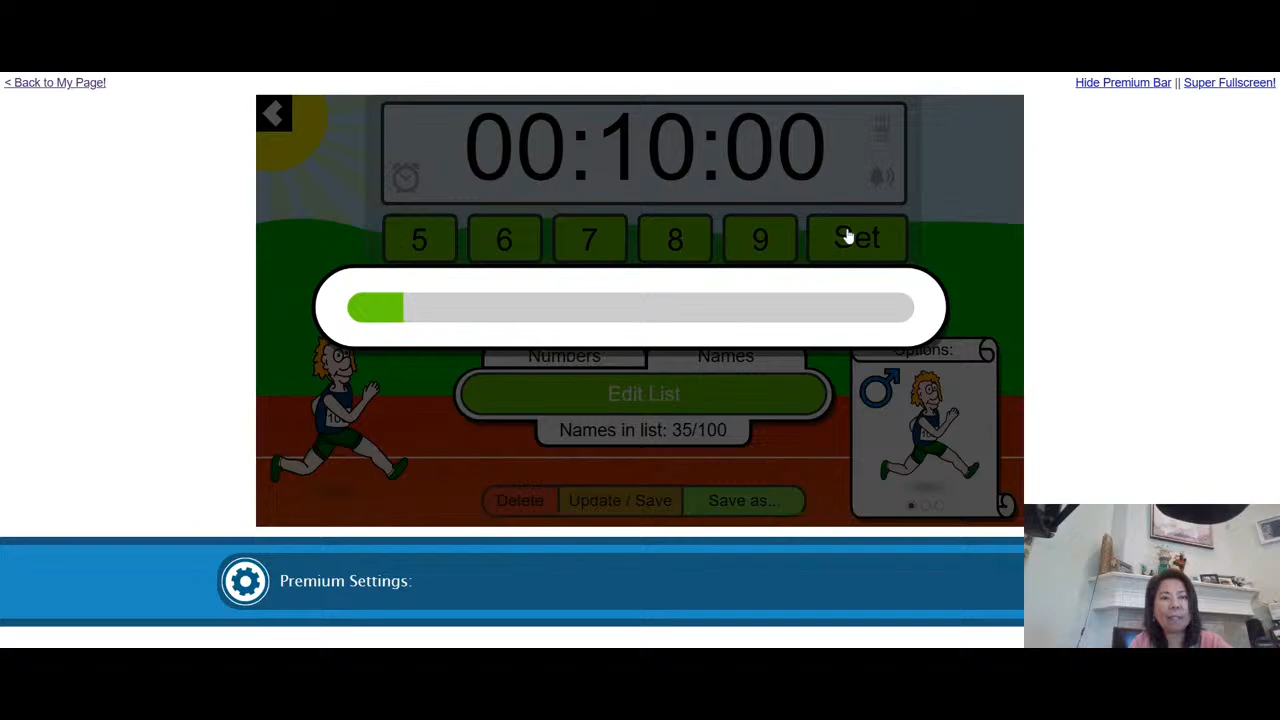 < Back to My Page!
Hide Premium Bar || Super Fullscreen!
00:10:00
5 6 7 8 9 Set
Numbers Names
Options:
Edit List
Names in list: 35/100
Delete Update / Save Save as...
Premium Settings: